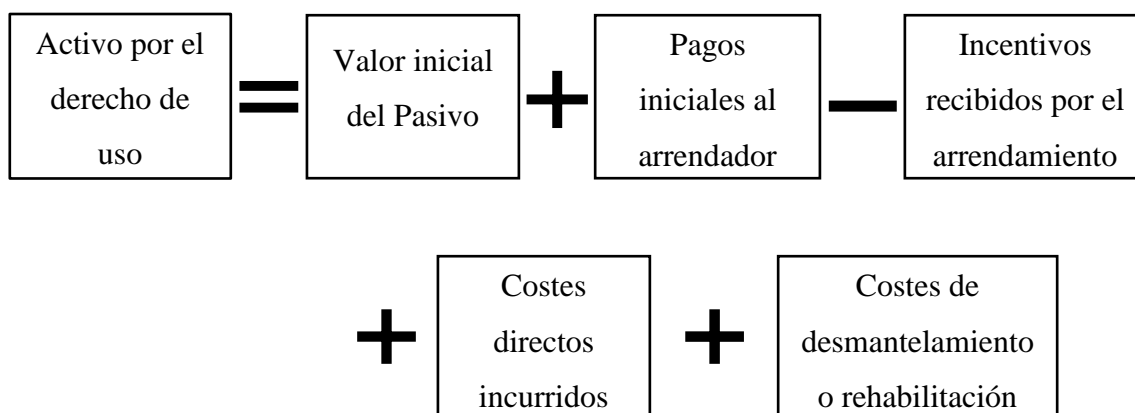 Activo por el
derecho de
uso
Valor inicial
del Pasivo
Pagos
iniciales al
arrendador
Incentivos
recibidos por el
arrendamiento
Costes
directos
incurridos
Costes de
desmantelamiento
o rehabilitación